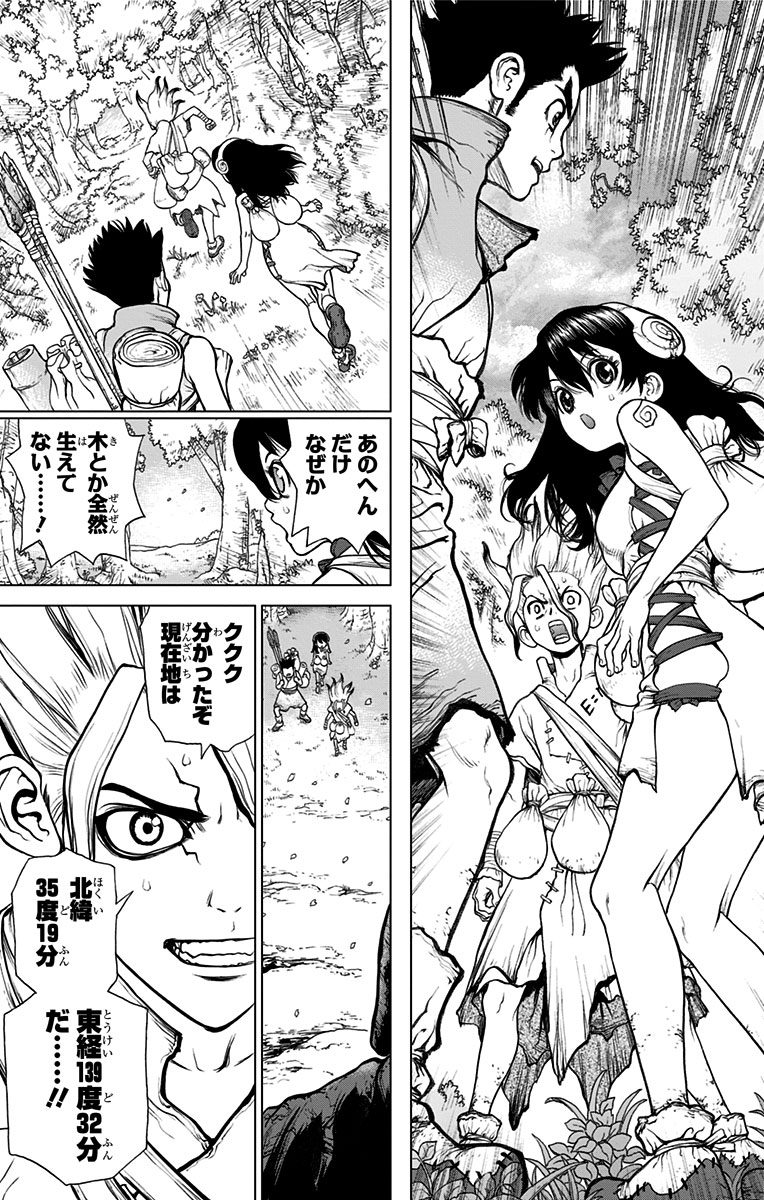 あのへん
だけ
なぜか
木とか全然
生えて
ない……！
ククク
分かったぞ
現在地は
北緯
35度19分
東経139度32分
だ……!!
E=